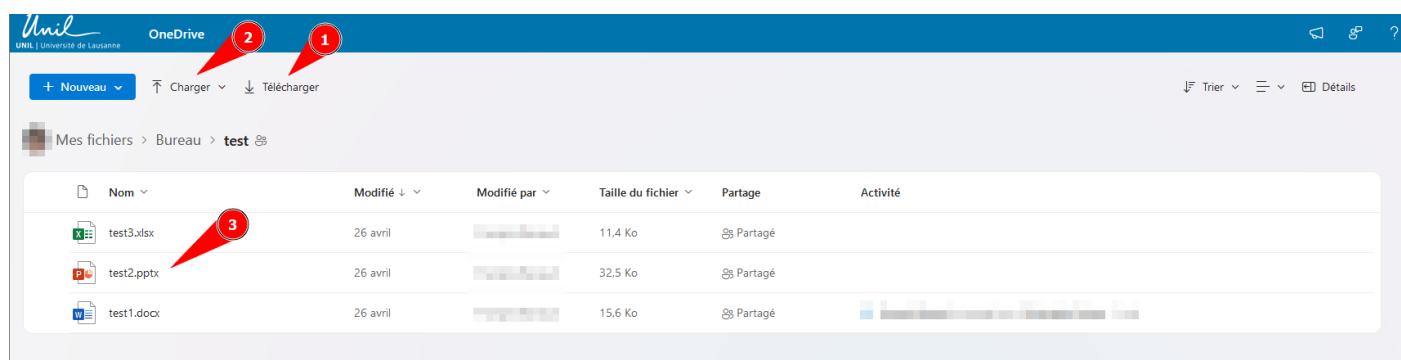 Unil
UNIL | Université de Lausanne
OneDrive
2
1
?
+ Nouveau
Charger
Télécharger
Trier
Détails
Mes fichiers > Bureau > test
Nom Modifié ↓ Modifié par Taille du fichier Partage Activité
test3.xlsx 26 avril 11,4 Ko Partagé
3
test2.pptx 26 avril 32,5 Ko Partagé
test1.docx 26 avril 15,6 Ko Partagé